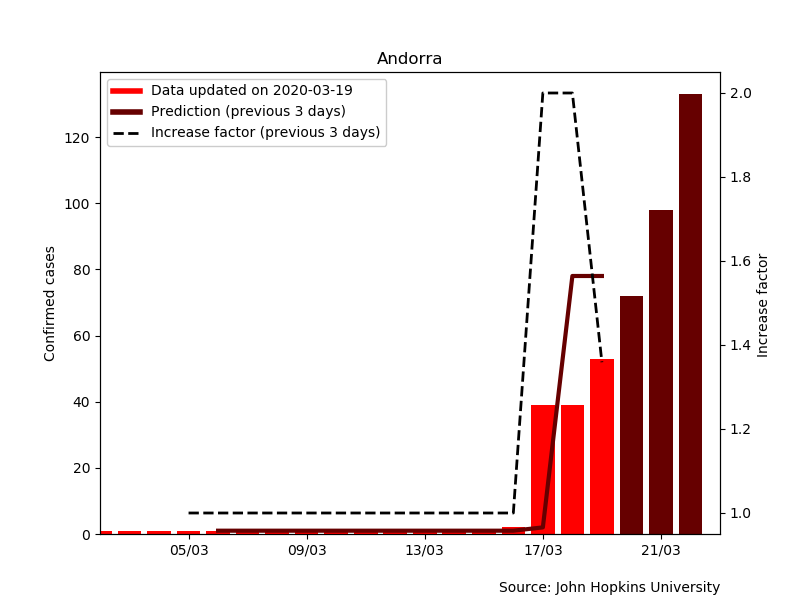 Andorra
Data updated on 2020-03-19
Prediction (previous 3 days)
Increase factor (previous 3 days)
Confirmed cases
120
100
80
60
40
20
0
2.0
1.8
1.6
1.4
1.2
1.0
Increase factor
05/03 09/03 13/03 17/03 21/03
Source: John Hopkins University